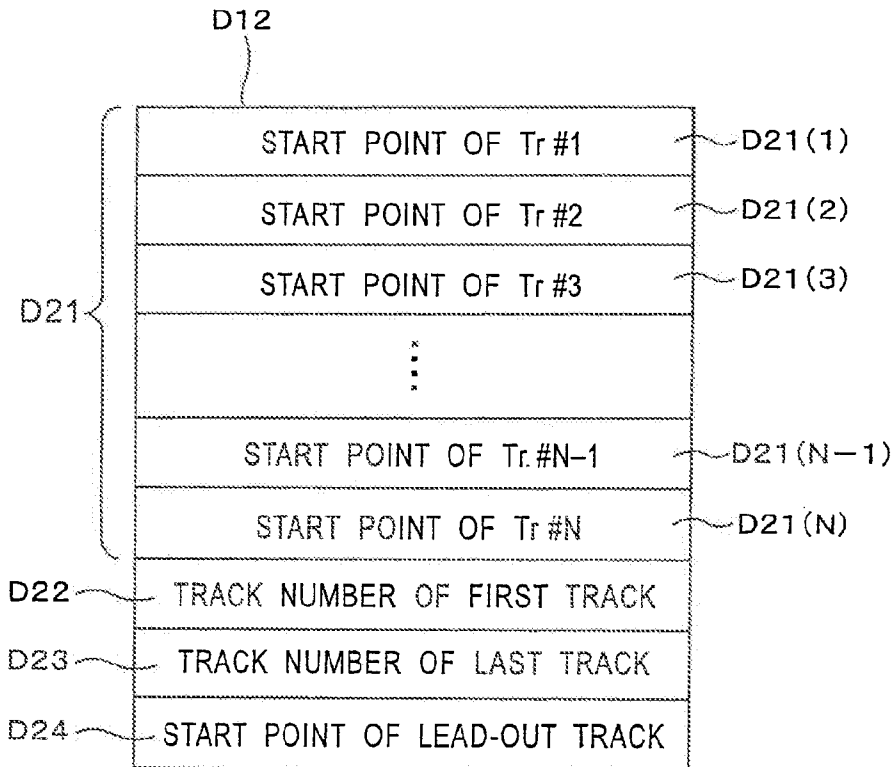 D12
START POINT OF Tr #1 D21(1)
START POINT OF Tr #2 D21(2)
START POINT OF Tr #3 D21(3)
D21
START POINT OF Tr. #N–1 D21(N−1)
START POINT OF Tr #N D21(N)
D22 TRACK NUMBER OF FIRST TRACK
D23 TRACK NUMBER OF LAST TRACK
D24 START POINT OF LEAD-OUT TRACK